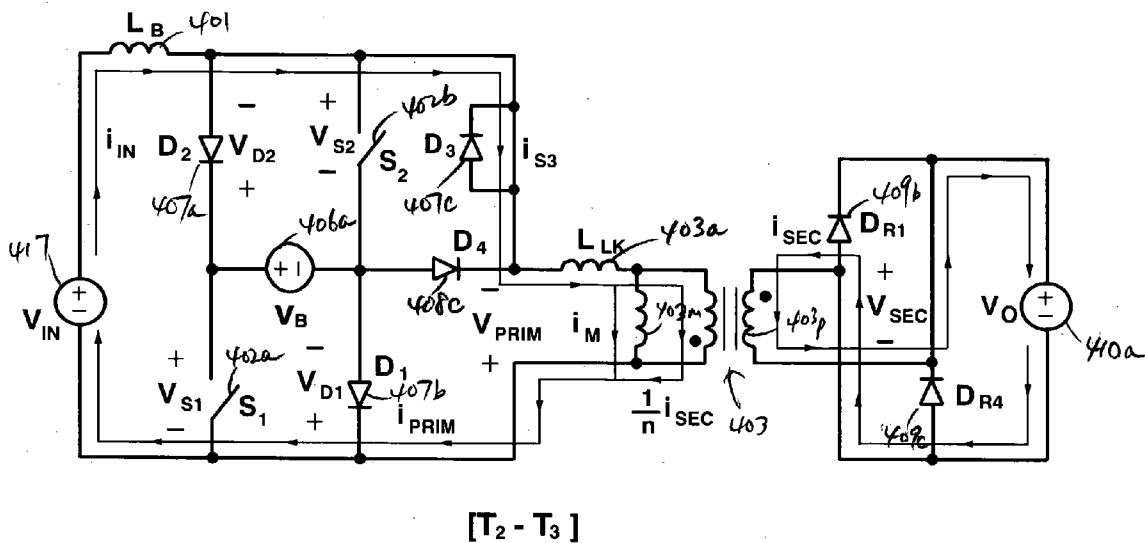 L_B 401
i_IN
D_2
V_D2
−
+
407a
+
V_S2
−
402b
S_2
D_3
407c
i_S3
417
V_IN
+
−
406a
+ −
V_B
D_4
408c
L_LK
403a
−
V_PRIM
+
i_M
403m
403p
i_SEC
409b
D_R1
+
V_SEC
−
V_O
+
−
410a
+
V_S1
−
402a
S_1
−
V_D1
+
D_1
407b
i_PRIM
1/n i_SEC
403
D_R4
409c
[T_2 - T_3]